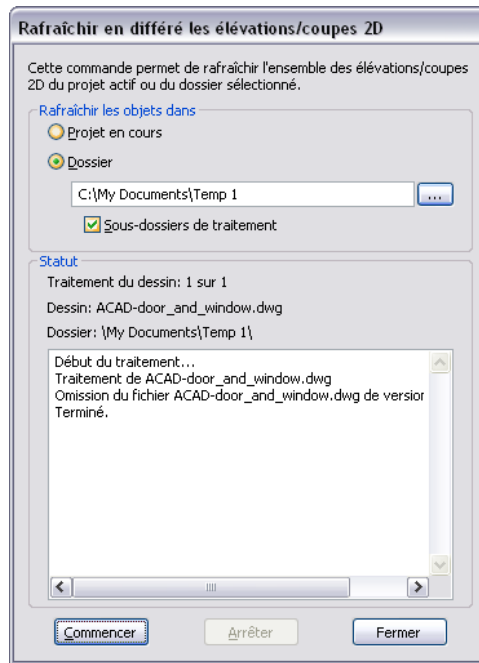 Rafraîchir en différé les élévations/coupes 2D
Cette commande permet de rafraîchir l'ensemble des élévations/coupes
2D du projet actif ou du dossier sélectionné.
Rafraîchir les objets dans
Projet en cours
Dossier
C:\My Documents\Temp 1
...
Sous-dossiers de traitement
Statut
Traitement du dessin: 1 sur 1
Dessin: ACAD-door_and_window.dwg
Dossier: \My Documents\Temp 1\
Début du traitement...
Traitement de ACAD-door_and_window.dwg
Omission du fichier ACAD-door_and_window.dwg de version
Terminé.
Commencer
Arrêter
Fermer